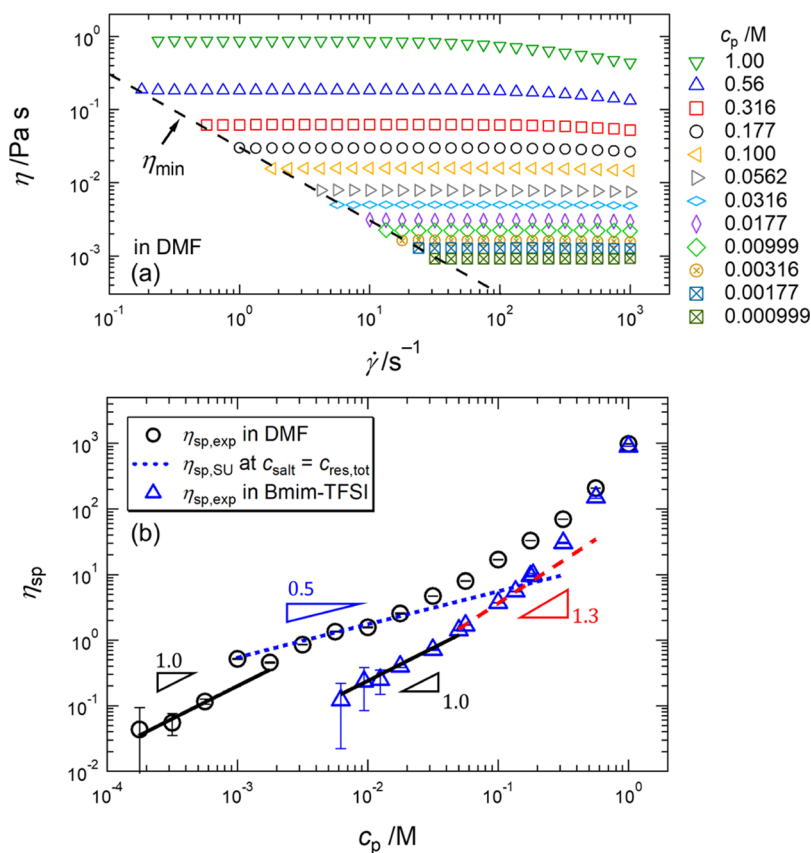 10⁰
10⁻¹
10⁻²
10⁻³
η /Pa s
η_min
in DMF
(a)
10⁻¹ 10⁰ 10¹ 10² 10³
γ̇ /s⁻¹
c_p /M
1.00
0.56
0.316
0.177
0.100
0.0562
0.0316
0.0177
0.00999
0.00316
0.00177
0.000999
10³
10²
10¹
10⁰
10⁻¹
10⁻²
η_sp
η_sp,exp in DMF
η_sp,SU at c_salt = c_res,tot
η_sp,exp in Bmim-TFSI
(b)
0.5
1.3
1.0
1.0
10⁻⁴ 10⁻³ 10⁻² 10⁻¹ 10⁰
c_p /M